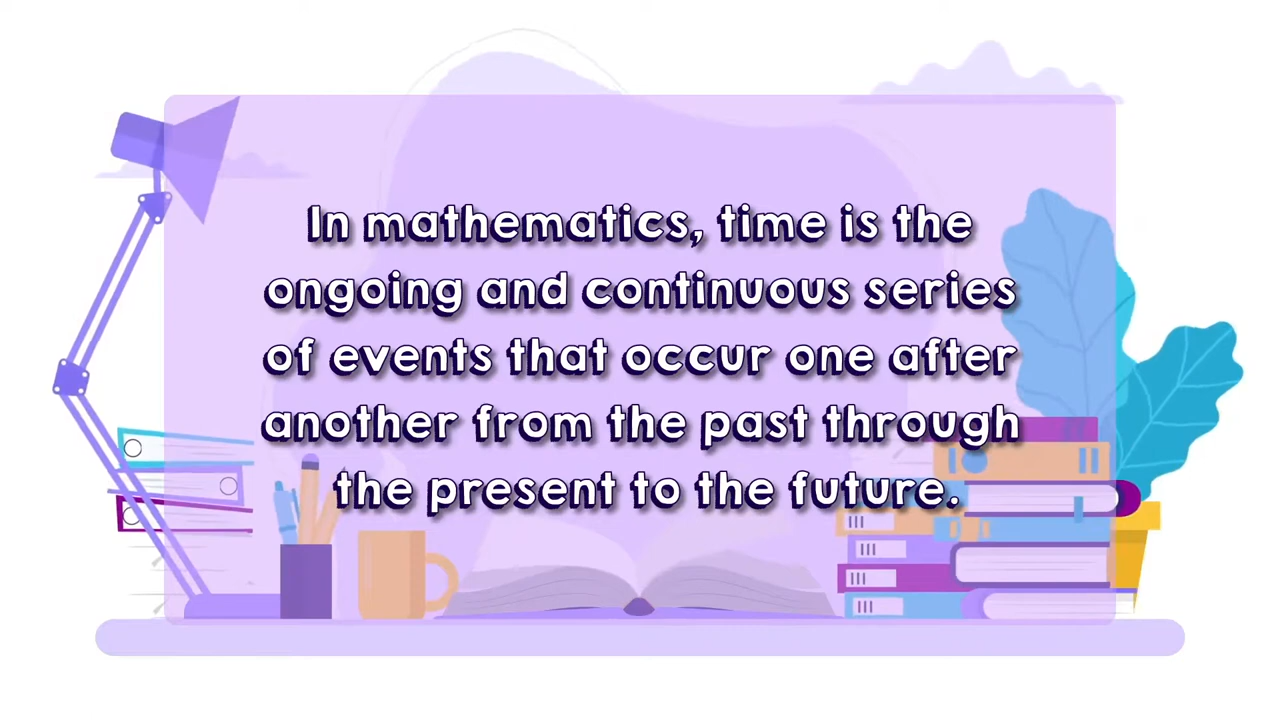 In mathematics, time is the
ongoing and continuous series
of events that occur one after
another from the past through
the present to the future.